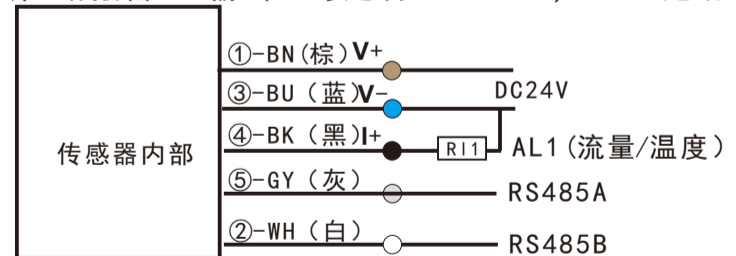 ①-BN(棕)V+
③-BU（蓝）V-
DC24V
④-BK（黑）I+
RI1
AL1(流量/温度)
传感器内部
⑤-GY（灰）
RS485A
②-WH（白）
RS485B